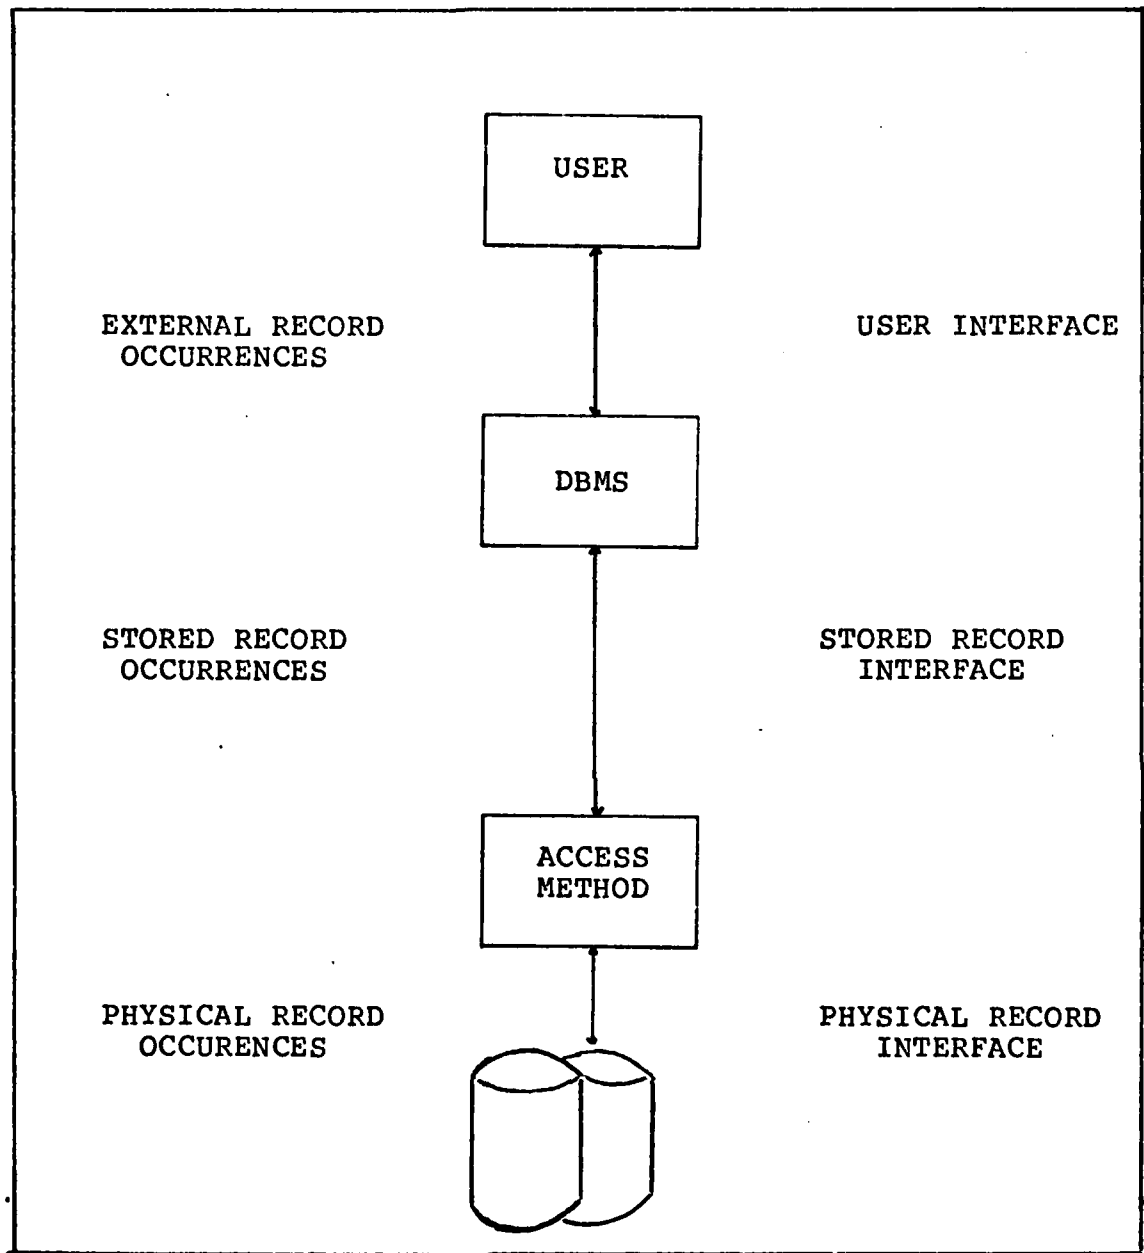 USER
EXTERNAL RECORD
OCCURRENCES
USER INTERFACE
DBMS
STORED RECORD
OCCURRENCES
STORED RECORD
INTERFACE
ACCESS
METHOD
PHYSICAL RECORD
OCCURENCES
PHYSICAL RECORD
INTERFACE